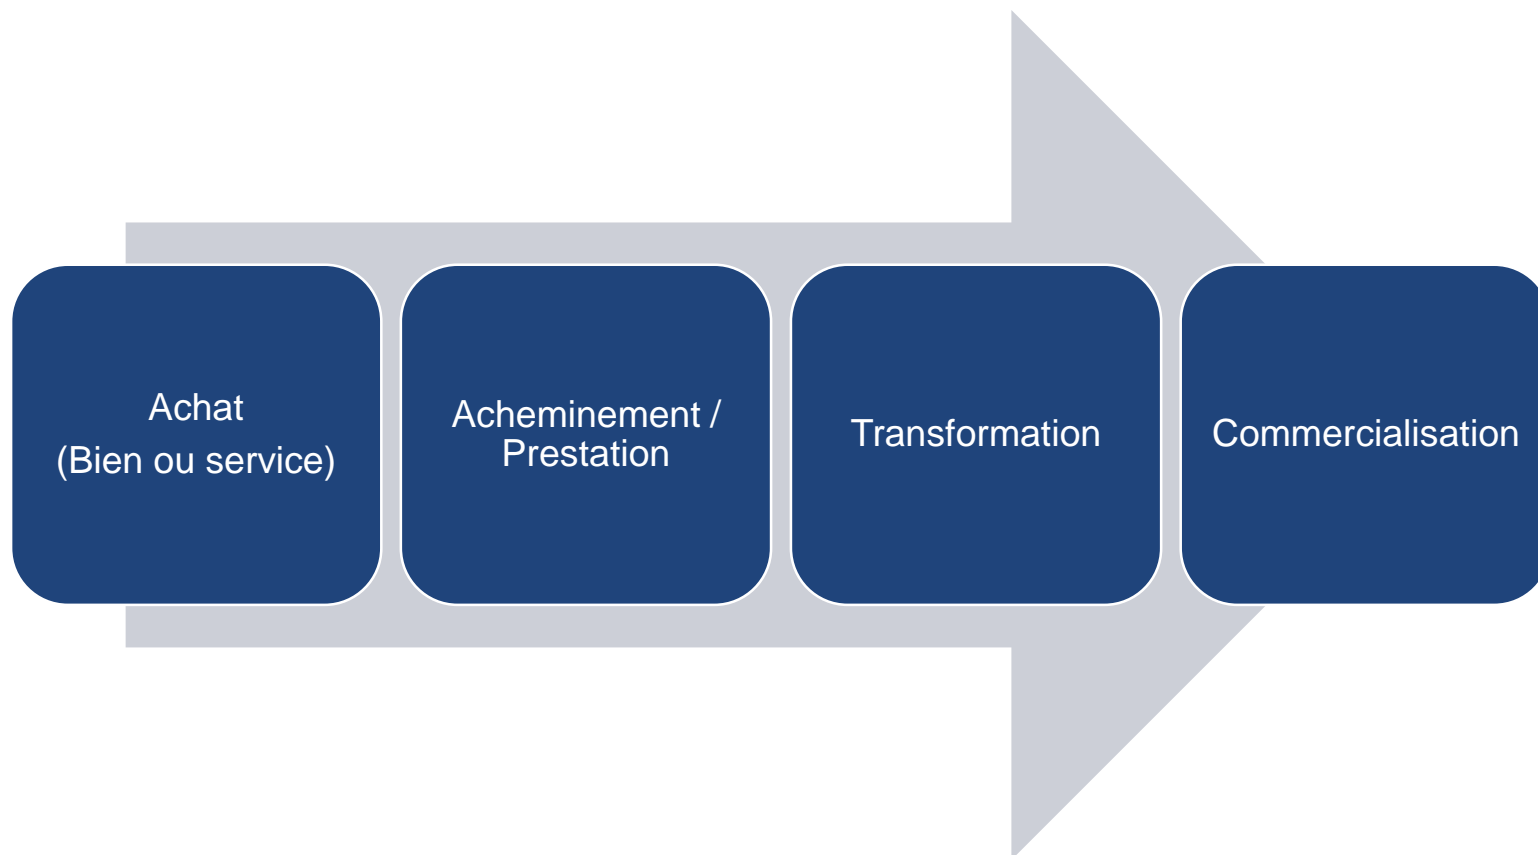 Achat
(Bien ou service)
Acheminement /
Prestation
Transformation
Commercialisation